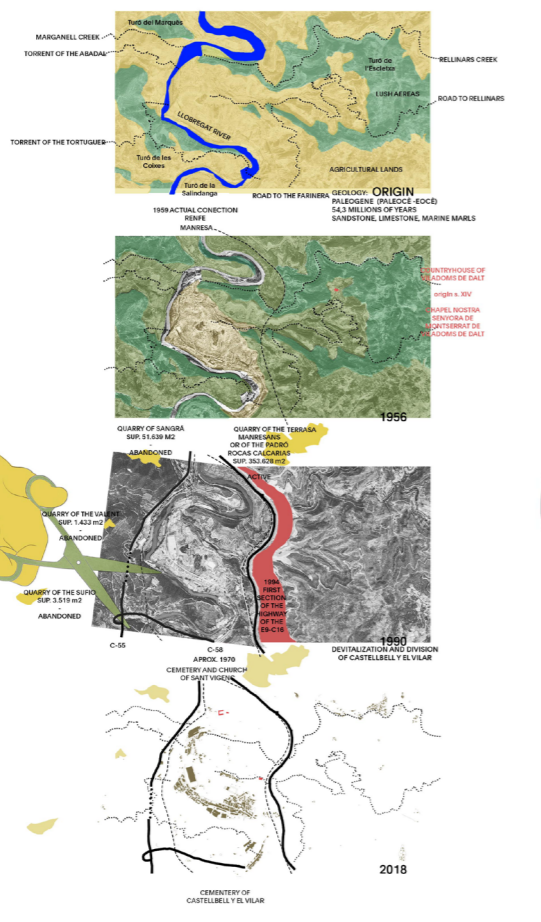 Turó del Marquès
MARGANELL CREEK
TORRENT OF THE ABADAL
Turó de
l'Escleixa
RELLINARS CREEK
LUSH AEREAS
ROAD TO RELLINARS
LLOBREGAT RIVER
TORRENT OF THE TORTUGUER
Turó de les
Coixes
AGRICULTURAL LANDS
Turó de la
Salindanga
ROAD TO THE FARINERA
GEOLOGY: ORIGIN
PALEOGENE (PALEOCÈ -EOCÈ)
54,3 MILLIONS OF YEARS
SANDSTONE, LIMESTONE, MARINE MARLS
1959 ACTUAL CONECTION
RENFE
MANRESA
COUNTRYHOUSE OF
DALT
origin s. XIV
CHAPEL NOSTRA
SENYORA DE
MONTSERRAT DE
DALT
1956
QUARRY OF SANGRÀ
SUP. 51.639 M2
-
ABANDONED
QUARRY OF THE TERRASA
MANRESANS
OR OF THE PADRÓ
ROCAS CALCARIAS
SUP. 353.628 m2
-
ACTIVE
QUARRY OF THE VALENT
SUP. 1.433 m2
-
ABANDONED
QUARRY OF THE SUFIO
SUP. 3.519 m2
-
ABANDONED
1994
FIRST
SECTION
OF THE
HIGHWAY
OF THE
E9-C16
1990
C-55
C-58
APROX. 1970
DEVITALIZATION AND DIVISION
OF CASTELLBELL Y EL VILAR
CEMETERY AND CHURCH
OF SANT VICENÇ
2018
CEMENTERY OF
CASTELLBELL Y EL VILAR